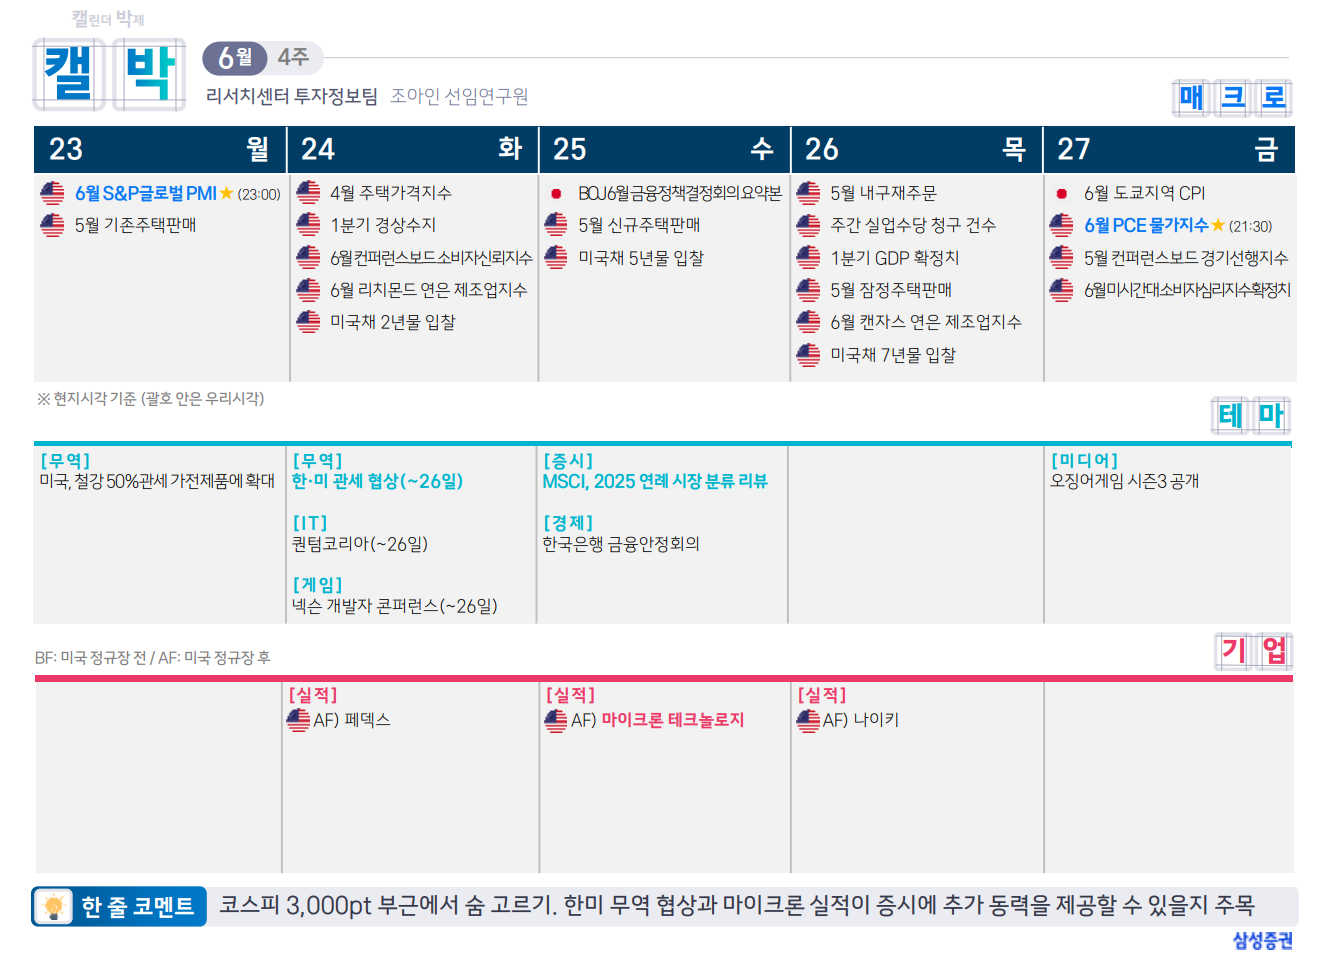 캘린더 박제
캘박
6월 4주
리서치센터 투자정보팀 조아인 선임연구원
매크로
23 월 24 화 25 수 26 목 27 금
6월 S&P글로벌 PMI★(23:00)
5월 기존주택판매
4월 주택가격지수
1분기 경상수지
6월 컨퍼런스보드 소비자신뢰지수
6월 리치몬드 연은 제조업지수
미국채 2년물 입찰
BOJ 6월 금융정책결정회의 요약본
5월 신규주택판매
미국채 5년물 입찰
5월 내구재주문
주간 실업수당 청구 건수
1분기 GDP 확정치
5월 잠정주택판매
6월 캔자스 연은 제조업지수
미국채 7년물 입찰
6월 도쿄지역 CPI
6월 PCE 물가지수★(21:30)
5월 컨퍼런스보드 경기선행지수
6월 미시간대 소비자심리지수 확정치
※ 현지시각 기준 (괄호 안은 우리시각)
테마
[무역]
미국, 철강 50%관세 가전제품에 확대
[무역]
한·미 관세 협상(~26일)
[IT]
퀀텀코리아(~26일)
[게임]
넥슨 개발자 콘퍼런스(~26일)
[증시]
MSCI, 2025 연례 시장 분류 리뷰
[경제]
한국은행 금융안정회의
[미디어]
오징어게임 시즌3 공개
BF: 미국 정규장 전 / AF: 미국 정규장 후
기업
[실적]
AF) 페덱스
[실적]
AF) 마이크론 테크놀로지
[실적]
AF) 나이키
한 줄 코멘트 코스피 3,000pt 부근에서 숨 고르기. 한미 무역 협상과 마이크론 실적이 증시에 추가 동력을 제공할 수 있을지 주목
삼성증권